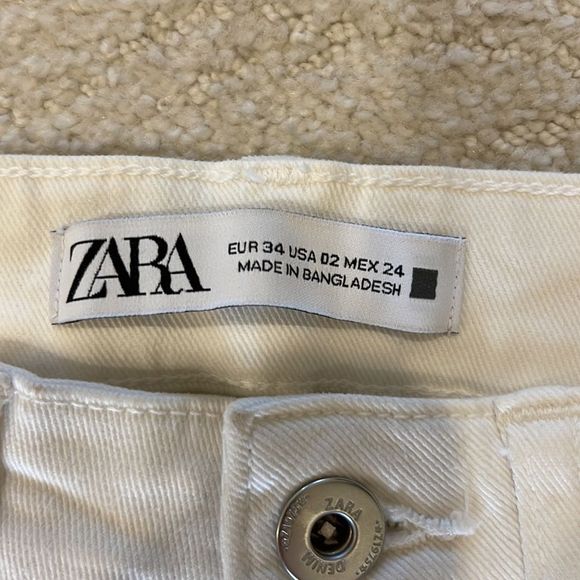 ZARA
EUR 34 USA 02 MEX 24
MADE IN BANGLADESH
ZARA
DENIM